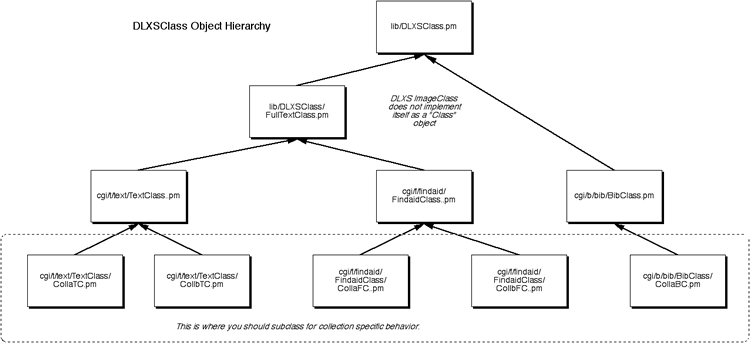 DLXSClass Object Hierarchy
lib/DLXSClass.pm
lib/DLXSClass/
FullTextClass.pm
DLXS ImageClass
does not implement
itself as a "Class"
object
cgi/t/text/TextClass..pm
cgi/f/findaid/
FindaidClass..pm
cgi/b/bib/BibClass.pm
cgi/t/text/TextClass/
CollaTC.pm
cgi/t/text/TextClass/
CollbTC.pm
cgi/f/findaid/
FindaidClass/
CollaFC..pm
cgi/f/findaid/
FindaidClass/
CollbFC.pm
cgi/b/bib/BibClass/
CollaBC.pm
This is where you should subclass for collection specific behavior.